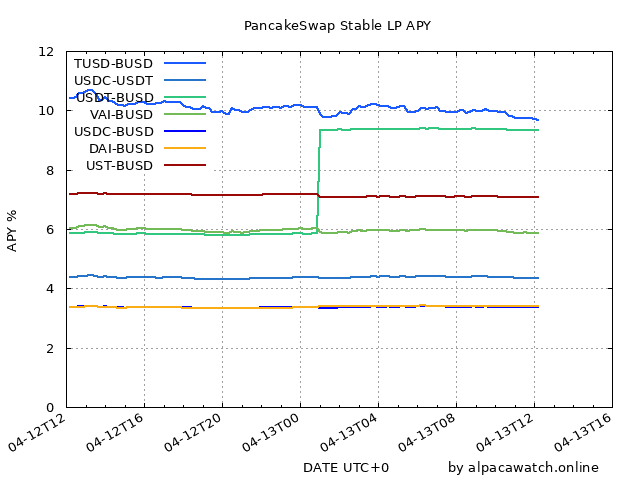 PancakeSwap Stable LP APY
12
10
8
6
4
2
0
APY %
TUSD-BUSD
USDC-USDT
USDT-BUSD
VAI-BUSD
USDC-BUSD
DAI-BUSD
UST-BUSD
04-12T12
04-12T16
04-12T20
04-13T00
04-13T04
04-13T08
04-13T12
04-13T16
DATE UTC+0
by alpacawatch.online